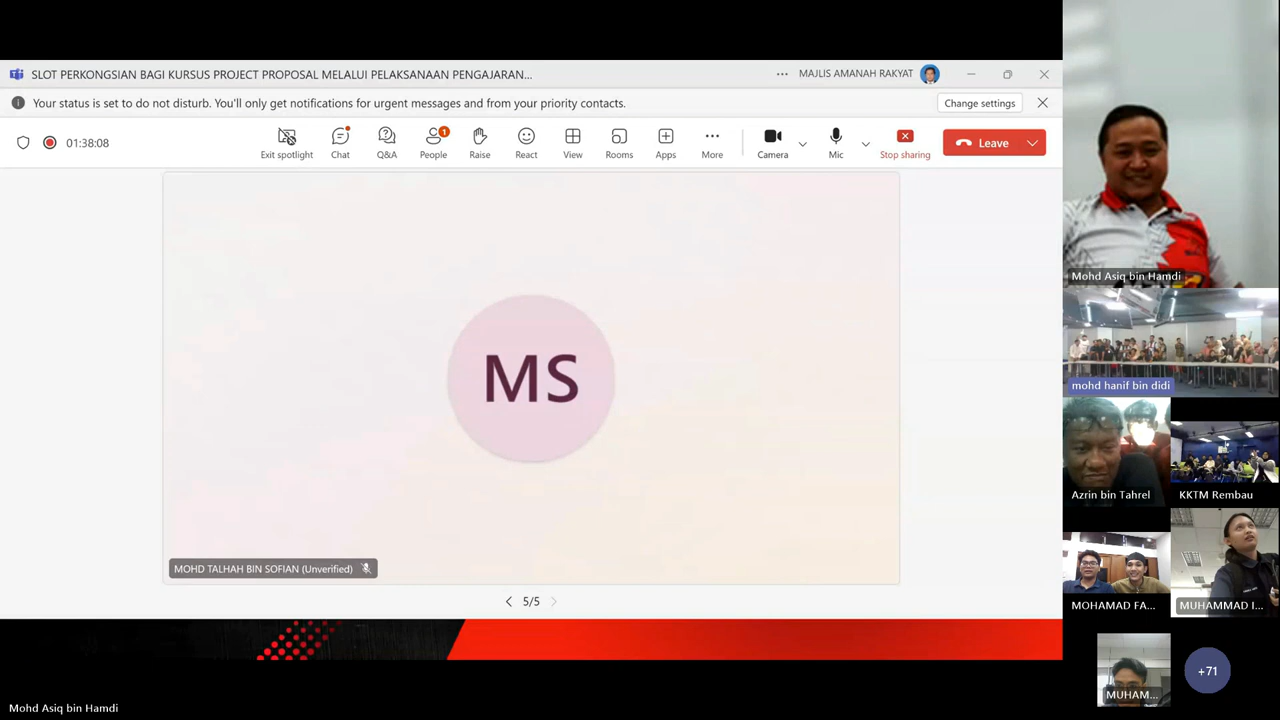 SLOT PERKONGSIAN BAGI KURSUS PROJECT PROPOSAL MELALUI PELAKSANAAN PENGAJARAN...
MAJLIS AMANAH RAKYAT
Your status is set to do not disturb. You'll only get notifications for urgent messages and from your priority contacts.
Change settings
01:38:08
Exit spotlight
Chat
Q&A
1
People
Raise
React
View
Rooms
Apps
More
Camera
Mic
Stop sharing
Leave
MS
MOHD TALHAH BIN SOFIAN (Unverified)
5/5
Mohd Asiq bin Hamdi
mohd hanif bin didi
Azrin bin Tahrel
KKTM Rembau
MOHAMAD FA...
MUHAMMAD I...
MUHAM...
+71
Mohd Asiq bin Hamdi